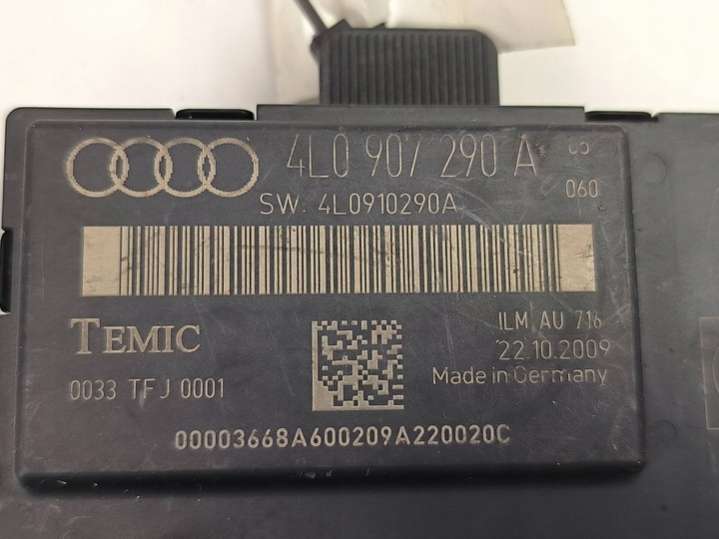 4L0 907 290 A
060
SW. 4L0910290A
TEMIC
ILM AU 716
22.10.2009
0033 TFJ 0001
Made in Germany
00003668A600209A220020C